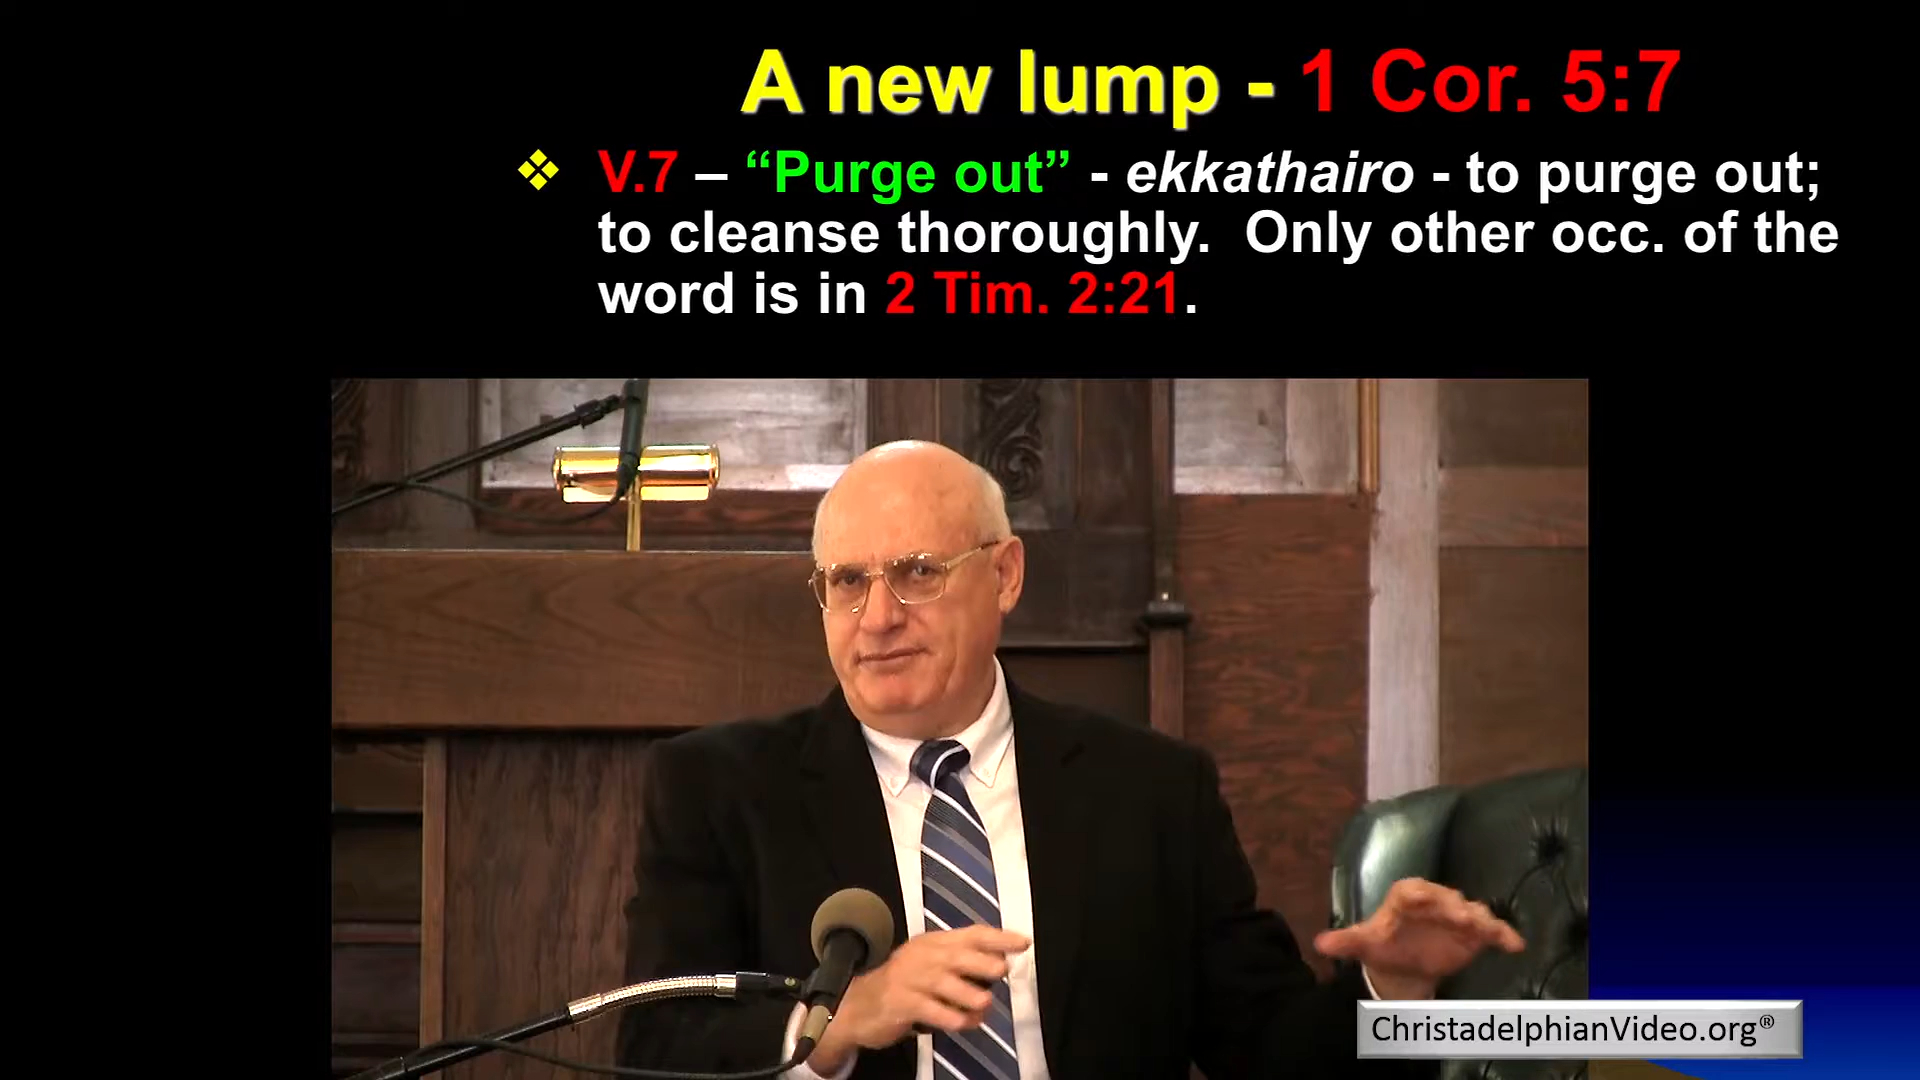 A new lump - 1 Cor. 5:7
❖ V.7 – “Purge out” - ekkathairo - to purge out;
to cleanse thoroughly.  Only other occ. of the
word is in 2 Tim. 2:21.
ChristadelphianVideo.org®